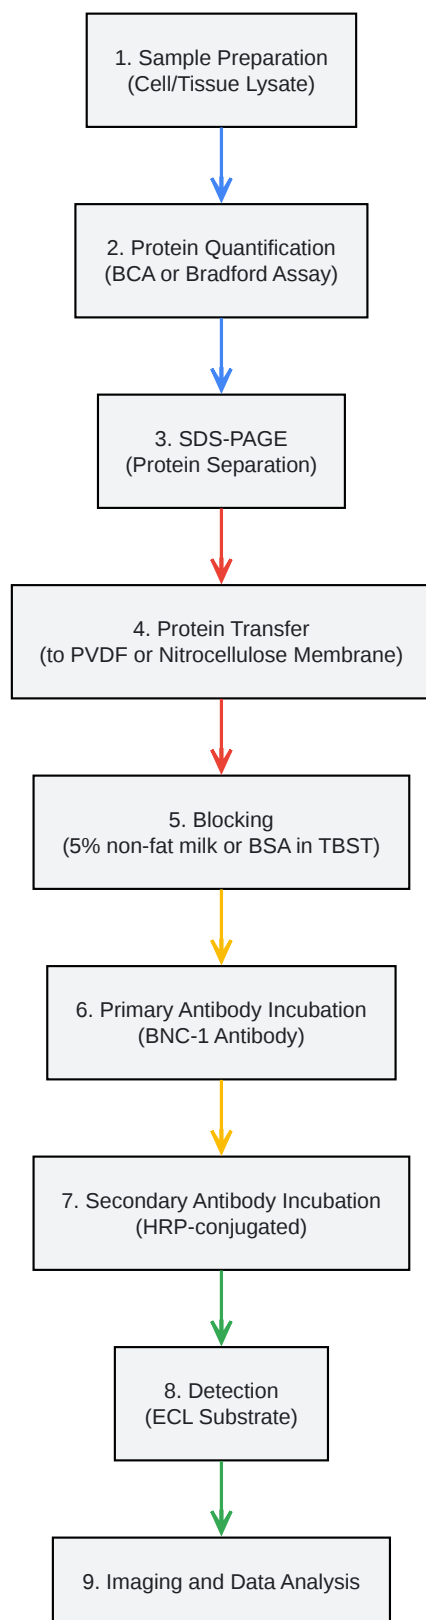 1. Sample Preparation
(Cell/Tissue Lysate)
2. Protein Quantification
(BCA or Bradford Assay)
3. SDS-PAGE
(Protein Separation)
4. Protein Transfer
(to PVDF or Nitrocellulose Membrane)
5. Blocking
(5% non-fat milk or BSA in TBST)
6. Primary Antibody Incubation
(BNC-1 Antibody)
7. Secondary Antibody Incubation
(HRP-conjugated)
8. Detection
(ECL Substrate)
9. Imaging and Data Analysis